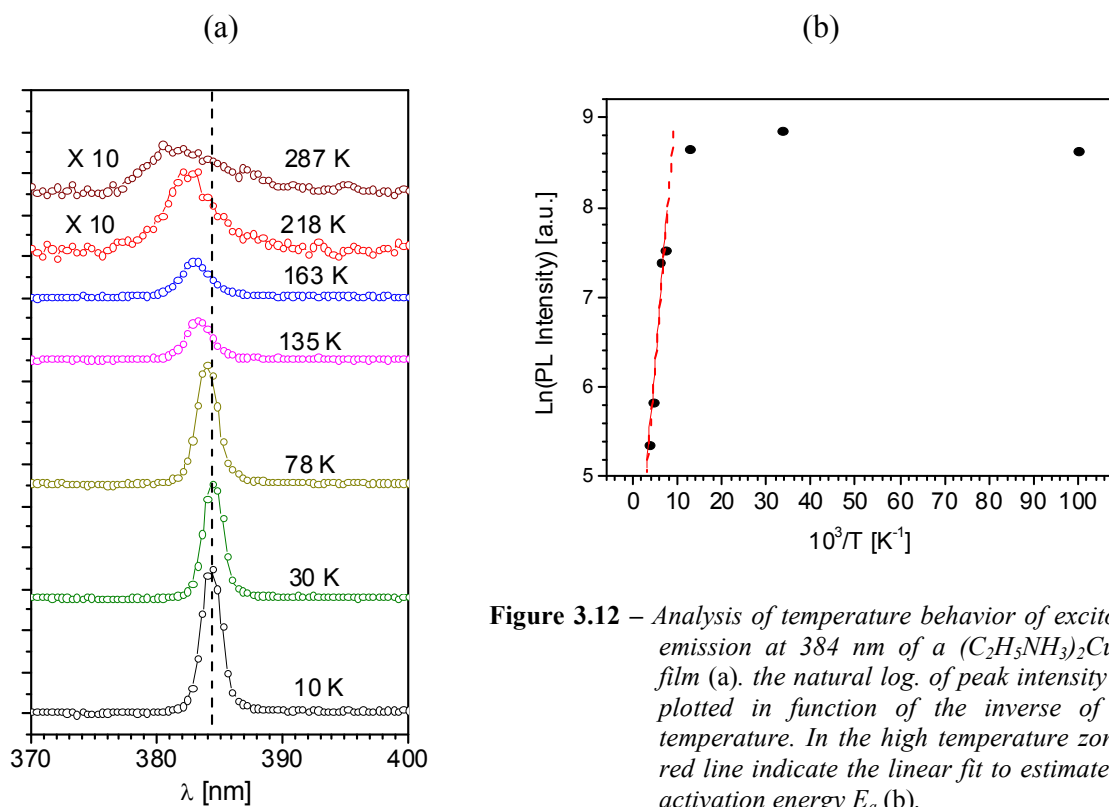 (a)
(b)
X 10
287 K
X 10
218 K
163 K
135 K
78 K
30 K
10 K
370
380
390
400
λ [nm]
9
8
7
6
5
Ln(PL Intensity) [a.u.]
0 10 20 30 40 50 60 70 80 90 100
10³/T [K⁻¹]
Figure 3.12 – Analysis of temperature behavior of excito
emission at 384 nm of a (C₂H₅NH₃)₂Cu
film (a). the natural log. of peak intensity
plotted in function of the inverse of
temperature. In the high temperature zon
red line indicate the linear fit to estimate
activation energy Eₐ (b).